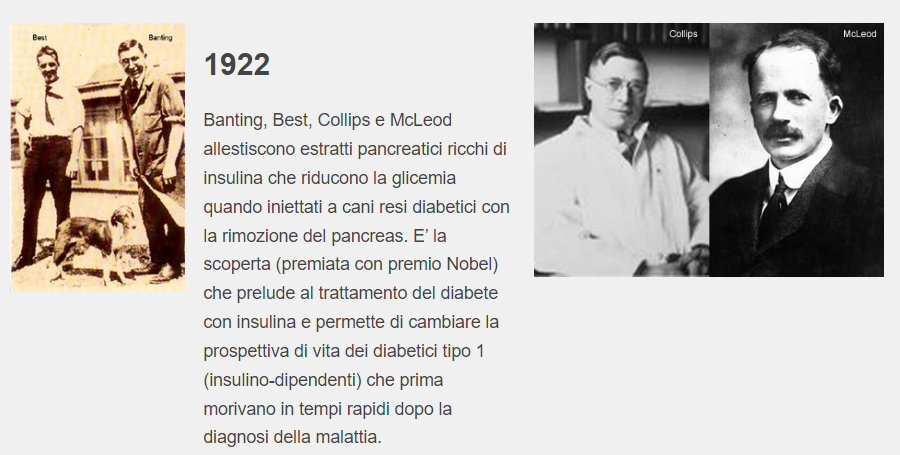 Best
Banting
1922
Banting, Best, Collips e McLeod
allestiscono estratti pancreatici ricchi di
insulina che riducono la glicemia
quando iniettati a cani resi diabetici con
la rimozione del pancreas. E’ la
scoperta (premiata con premio Nobel)
che prelude al trattamento del diabete
con insulina e permette di cambiare la
prospettiva di vita dei diabetici tipo 1
(insulino-dipendenti) che prima
morivano in tempi rapidi dopo la
diagnosi della malattia.
Collips
McLeod